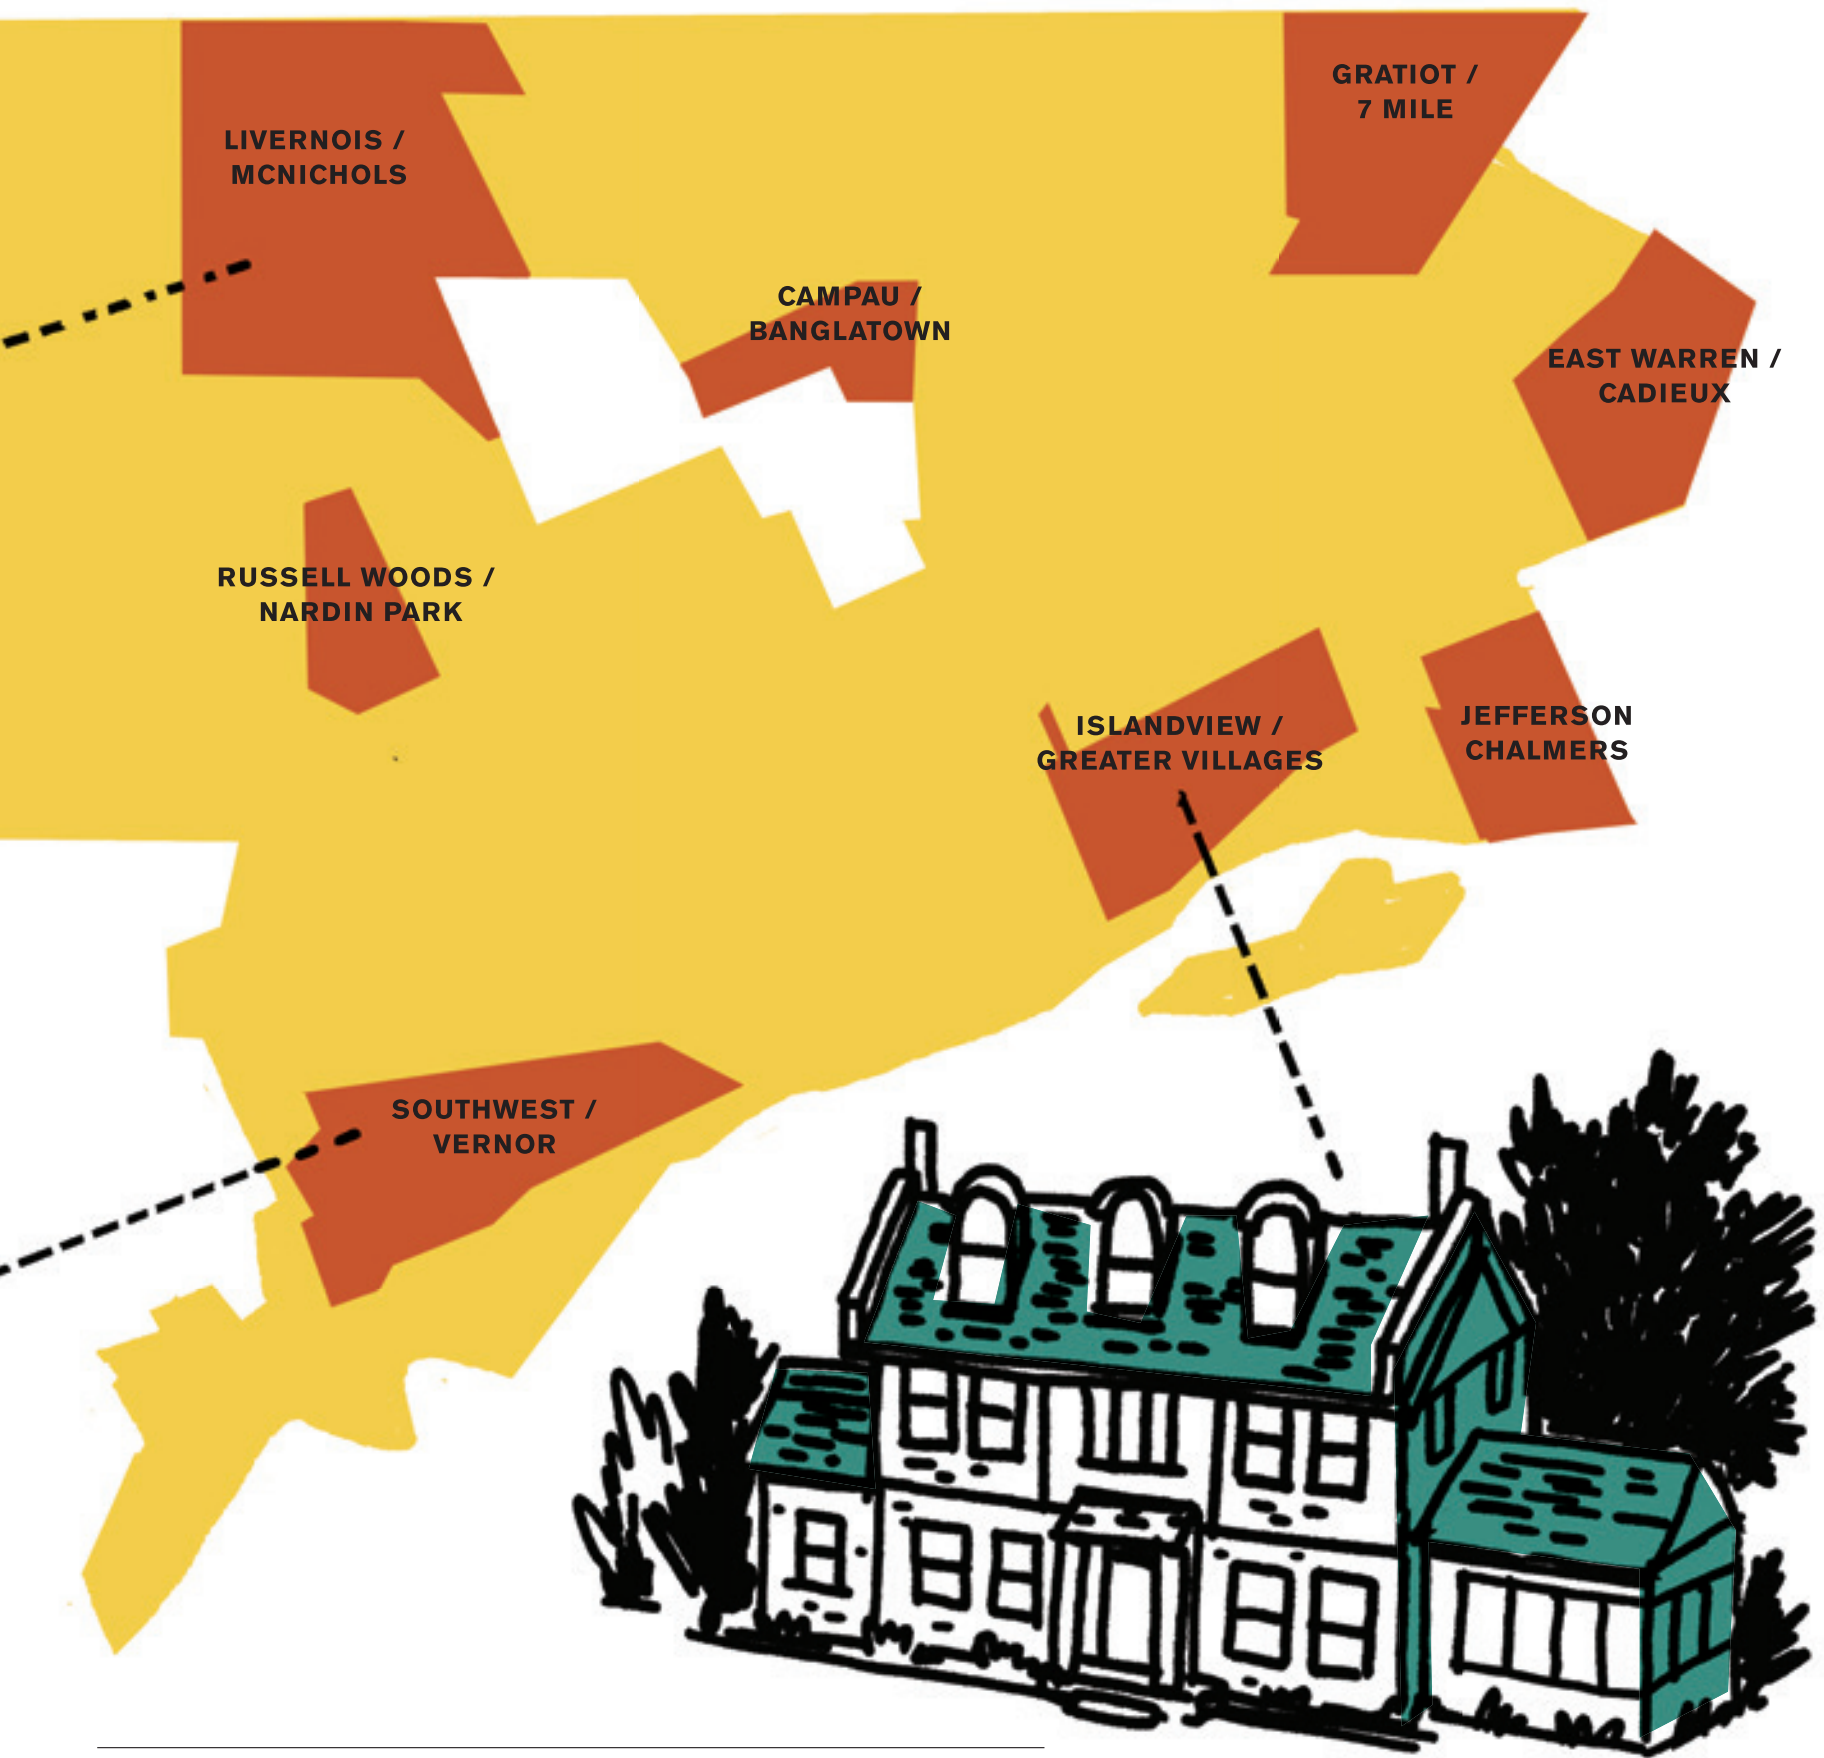 GRATIOT /
7 MILE
LIVERNOIS /
MCNICHOLS
CAMPAU /
BANGLATOWN
EAST WARREN /
CADIEUX
RUSSELL WOODS /
NARDIN PARK
ISLANDVIEW /
GREATER VILLAGES
JEFFERSON
CHALMERS
SOUTHWEST /
VERNOR